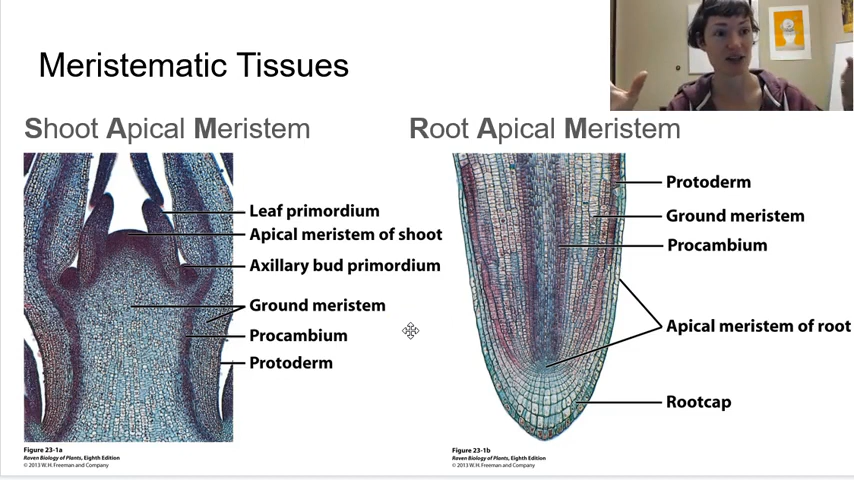 Meristematic Tissues
Shoot Apical Meristem
Root Apical Meristem
Leaf primordium
Apical meristem of shoot
Axillary bud primordium
Ground meristem
Procambium
Protoderm
Figure 23-1a
Raven Biology of Plants, Eighth Edition
© 2013 W. H. Freeman and Company
Protoderm
Ground meristem
Procambium
Apical meristem of root
Rootcap
Figure 23-1b
Raven Biology of Plants, Eighth Edition
© 2013 W. H. Freeman and Company